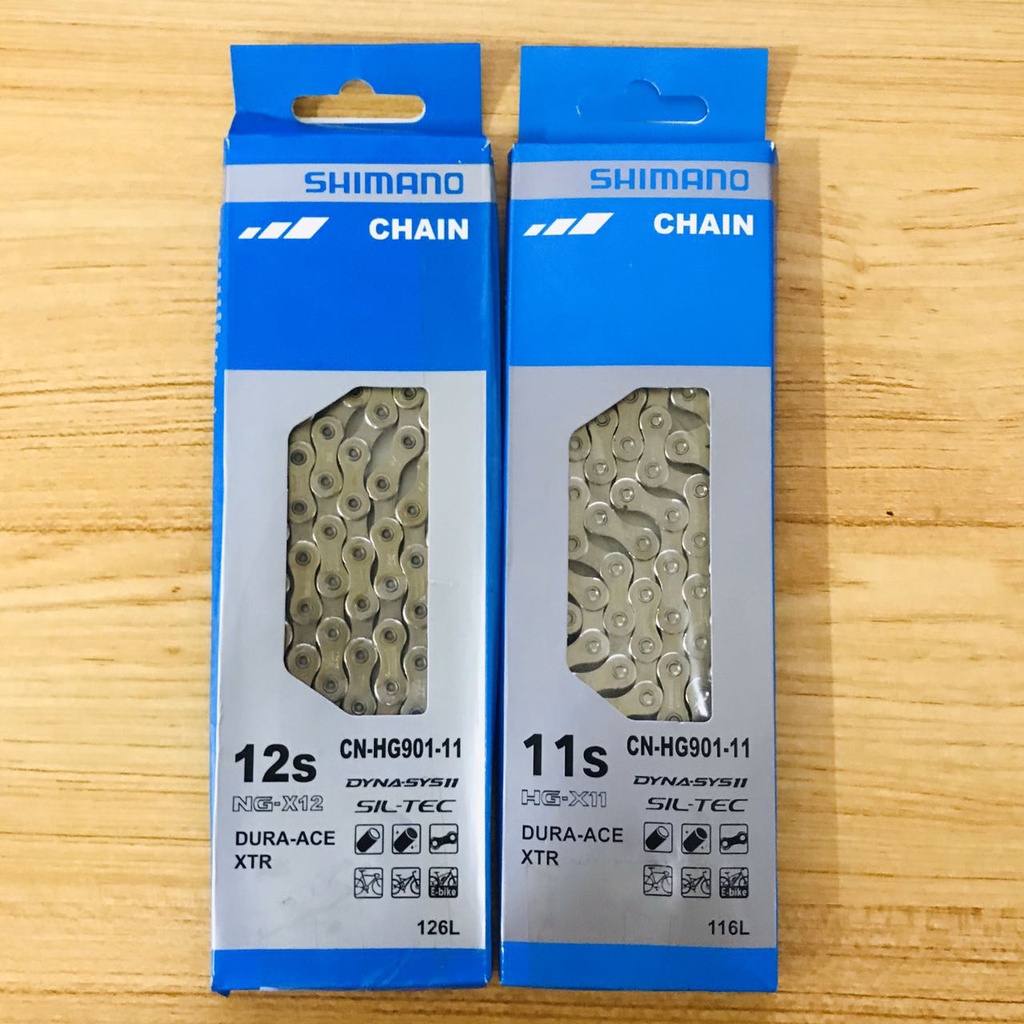 SHIMANO
CHAIN
12s
CN-HG901-11
NG-X12
DYNA-SYS11
SIL-TEC
DURA-ACE
XTR
E-bike
126L
SHIMANO
CHAIN
11s
CN-HG901-11
HG-X11
DYNA-SYS11
SIL-TEC
DURA-ACE
XTR
E-bike
116L